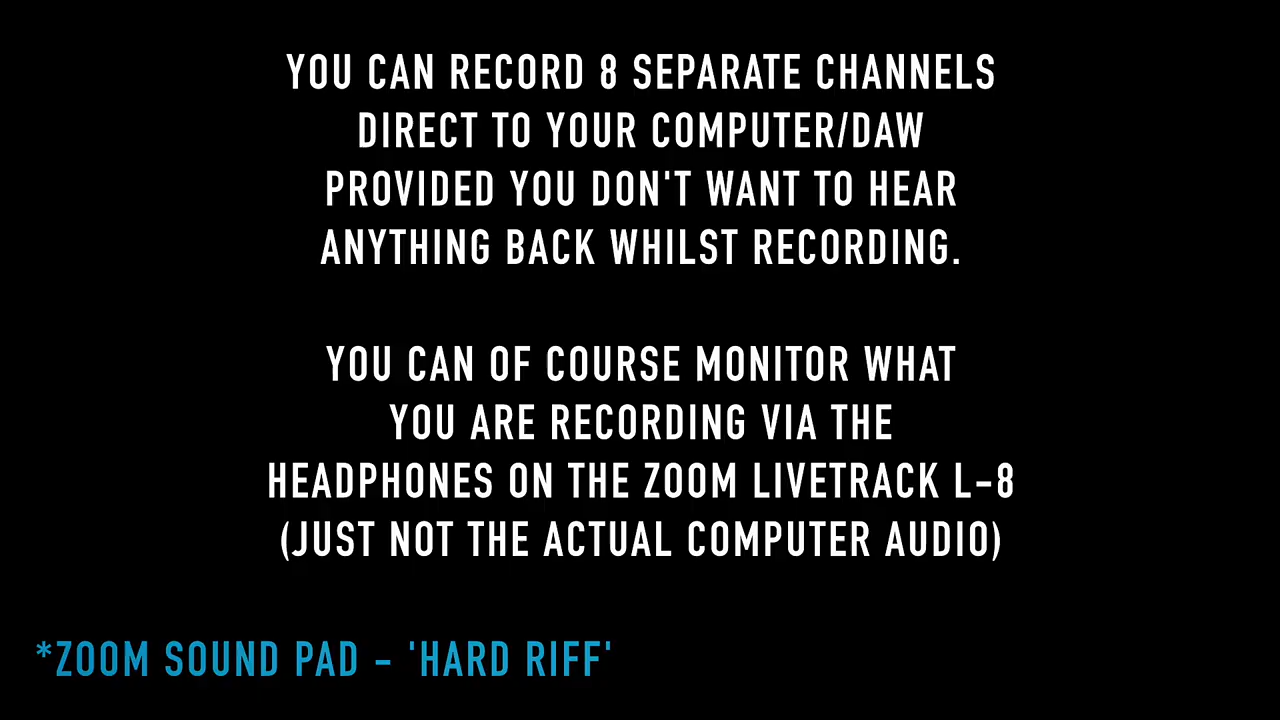 YOU CAN RECORD 8 SEPARATE CHANNELS
DIRECT TO YOUR COMPUTER/DAW
PROVIDED YOU DON'T WANT TO HEAR
ANYTHING BACK WHILST RECORDING.
YOU CAN OF COURSE MONITOR WHAT
YOU ARE RECORDING VIA THE
HEADPHONES ON THE ZOOM LIVETRACK L-8
(JUST NOT THE ACTUAL COMPUTER AUDIO)
*ZOOM SOUND PAD - 'HARD RIFF'